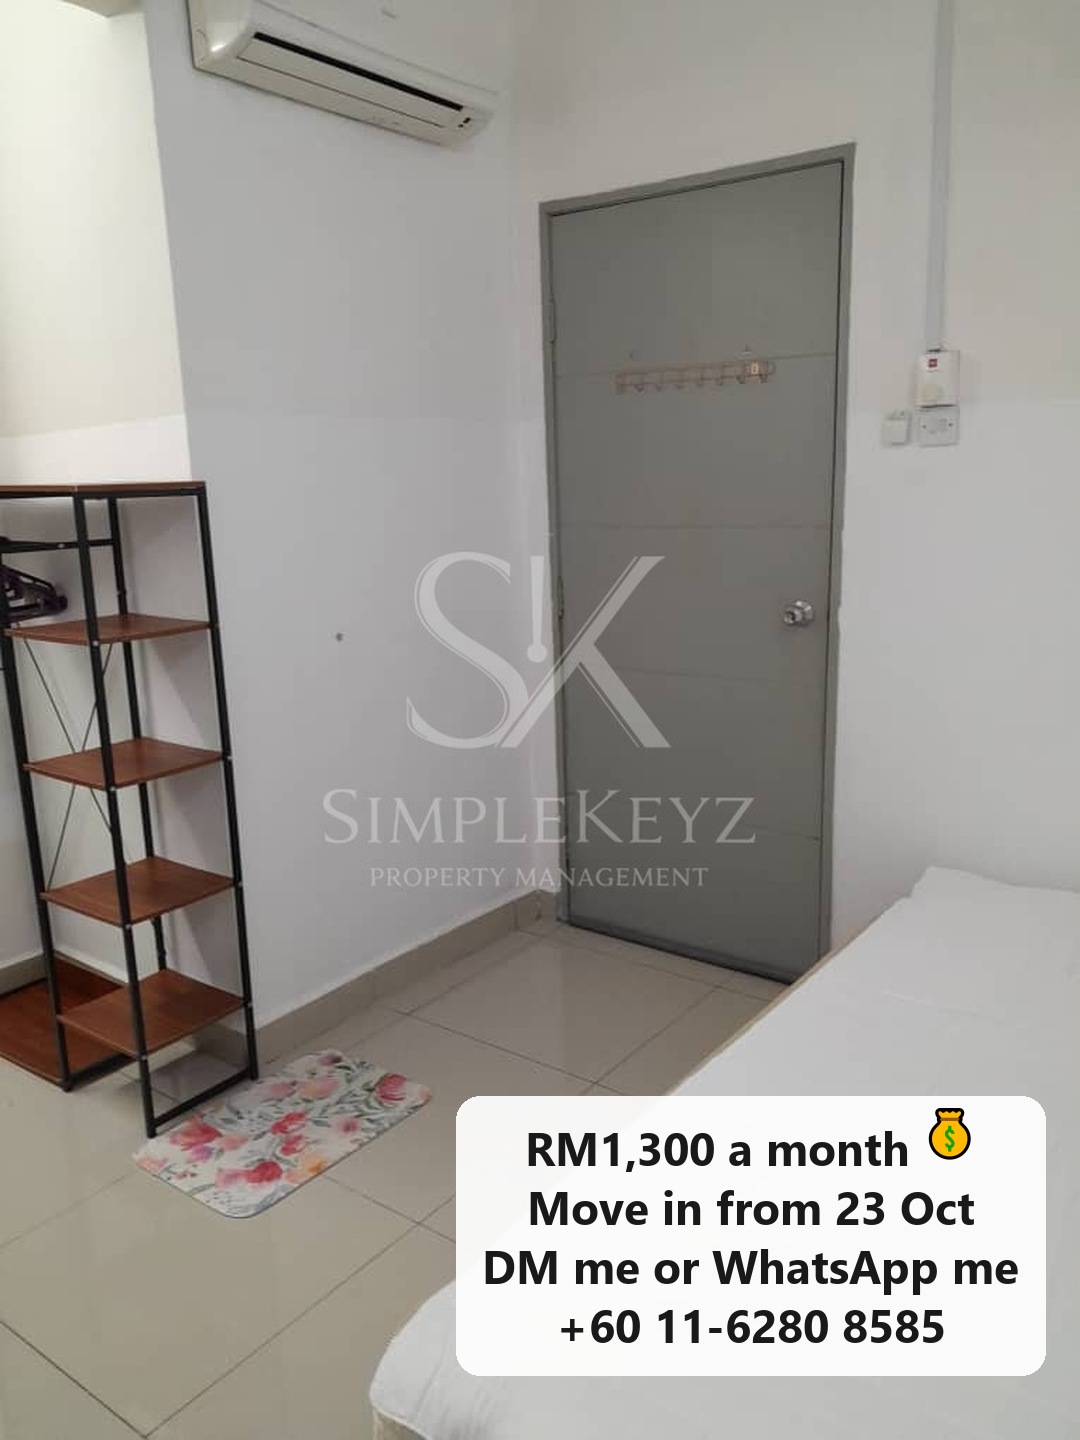 SK
SIMPLEKEYZ
PROPERTY MANAGEMENT
RM1,300 a month 💰
Move in from 23 Oct
DM me or WhatsApp me
+60 11-6280 8585